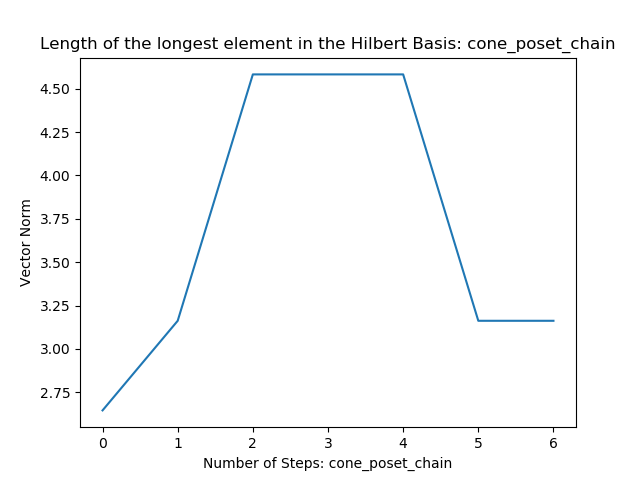 Length of the longest element in the Hilbert Basis: cone_poset_chain
4.50
4.25
4.00
3.75
3.50
3.25
3.00
2.75
Vector Norm
0 1 2 3 4 5 6
Number of Steps: cone_poset_chain